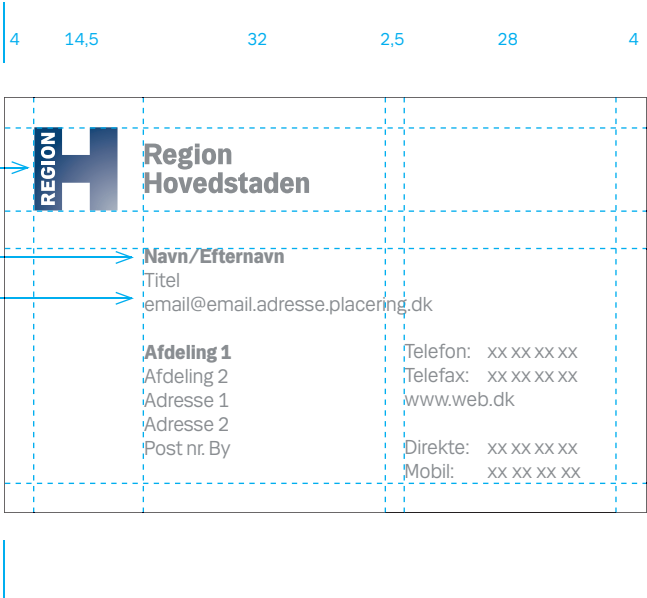 4 14,5 32 2,5 28 4
REGION
Region
Hovedstaden
Navn/Efternavn
Titel
email@email.adresse.placering.dk
Afdeling 1
Afdeling 2
Adresse 1
Adresse 2
Post nr. By
Telefon: xx xx xx xx
Telefax: xx xx xx xx
www.web.dk
Direkte: xx xx xx xx
Mobil: xx xx xx xx